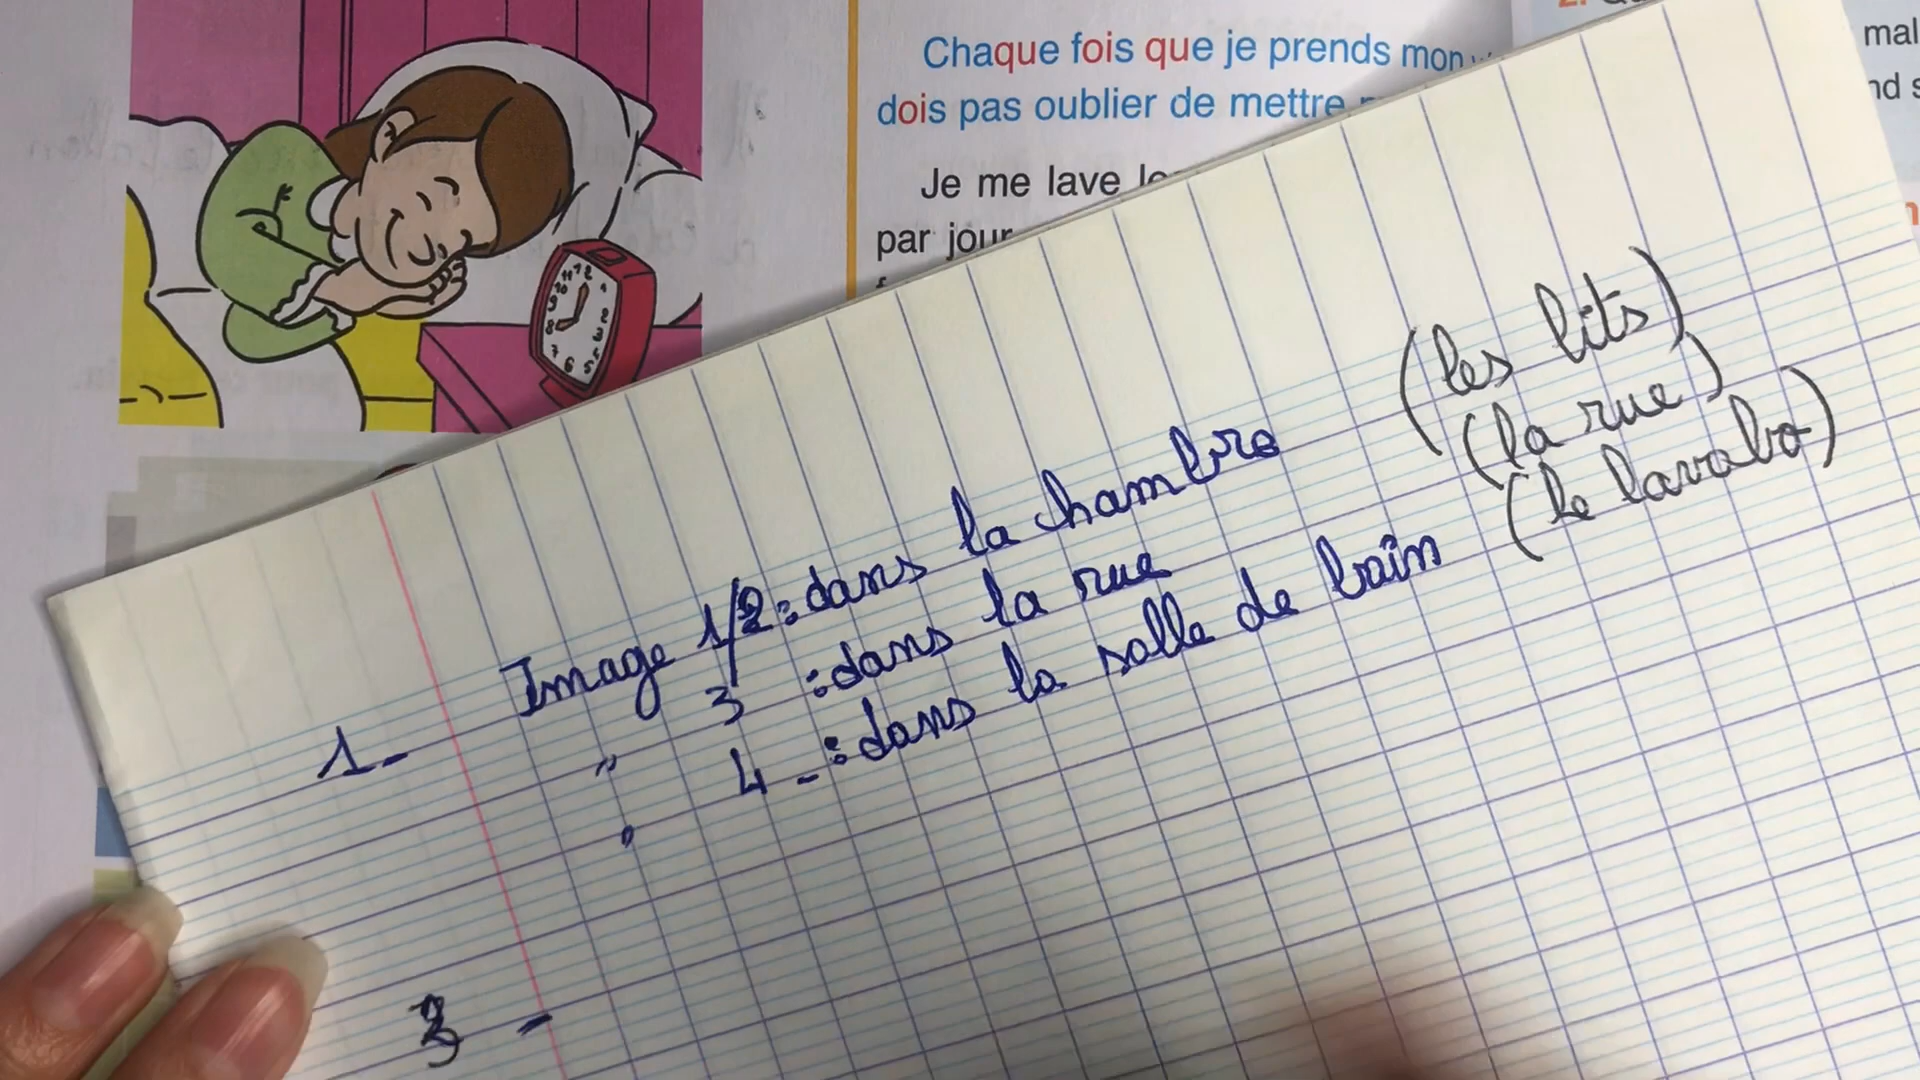 Chaque fois que je prends mon
dois pas oublier de mettre
Je me lave
par jour
mal
nd s
(les lits)
(la rue)
(le lavabo)
1- Image 1/2 : dans la chambre
" 3 : dans la rue
" 4 - : dans la salle de bain
3 -